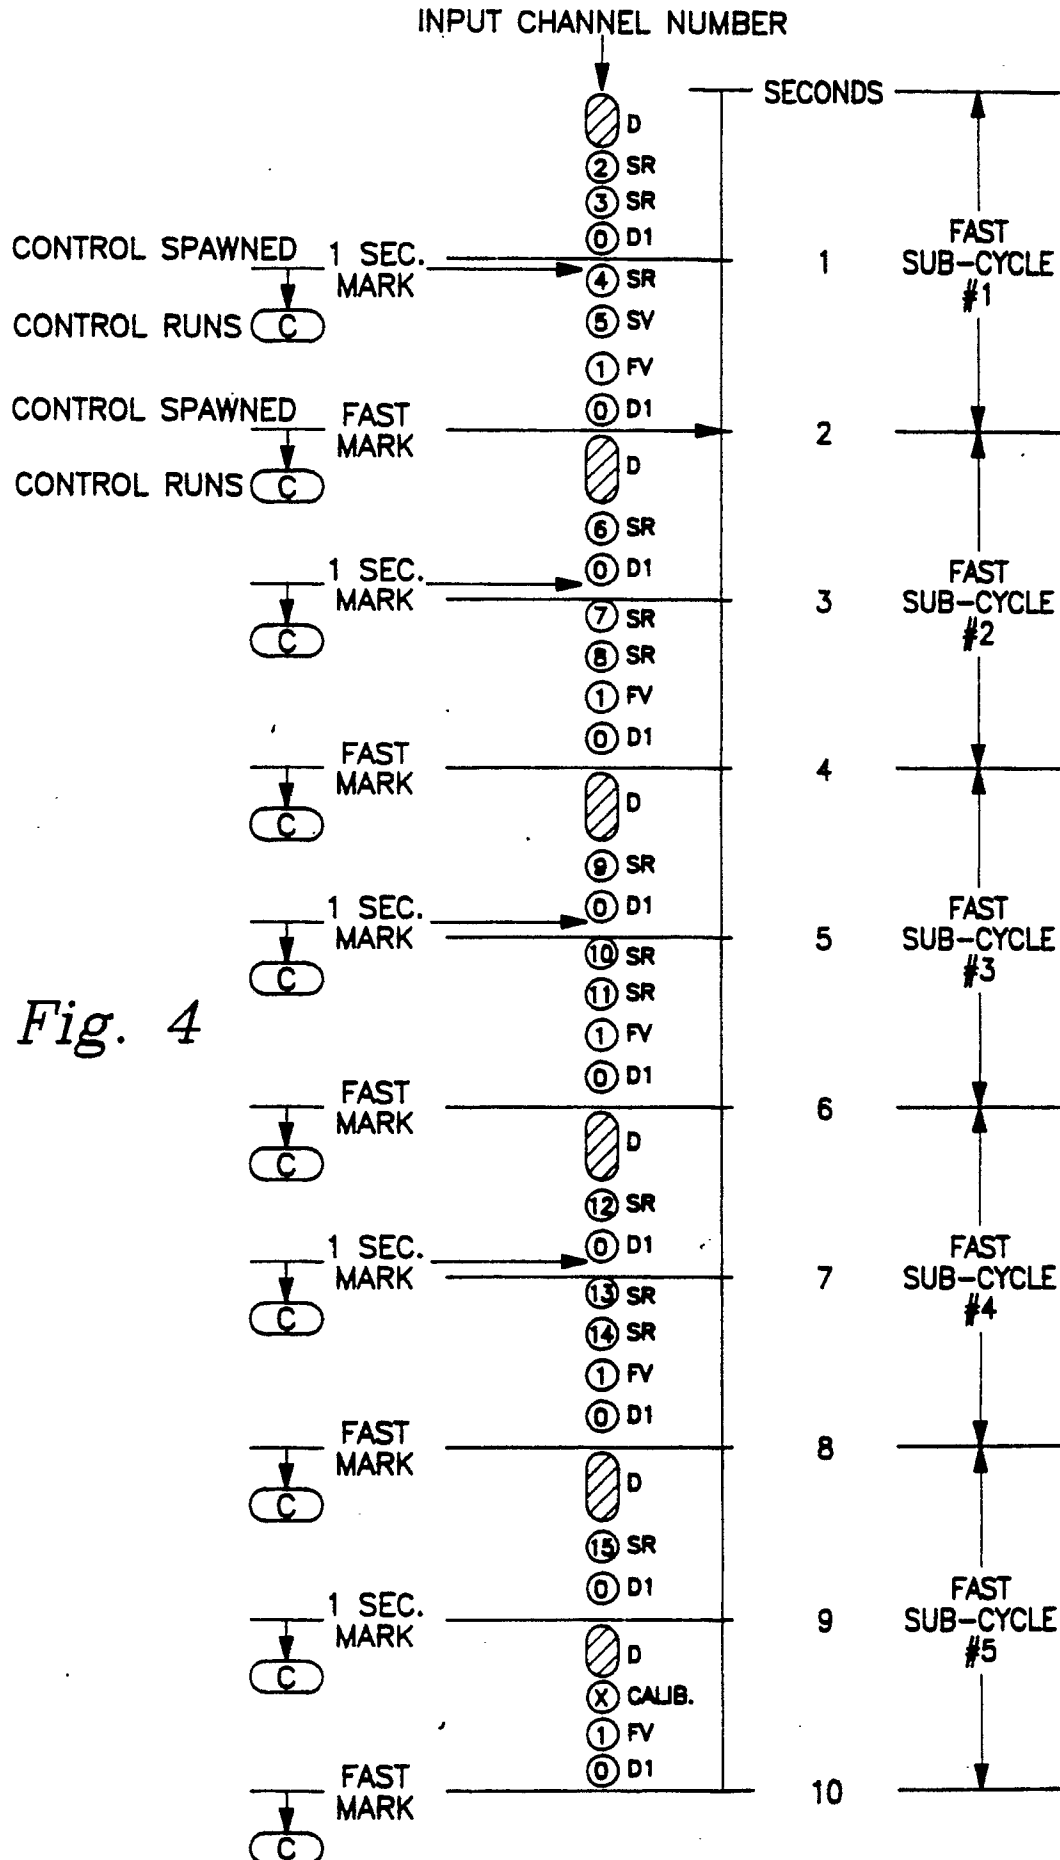 INPUT CHANNEL NUMBER
SECONDS
D
2 SR
3 SR
0 D1
CONTROL SPAWNED 1 SEC. MARK
1
FAST SUB-CYCLE #1
4 SR
CONTROL RUNS C
5 SV
1 FV
0 D1
CONTROL SPAWNED FAST MARK
2
D
CONTROL RUNS C
6 SR
0 D1
1 SEC. MARK
3
FAST SUB-CYCLE #2
7 SR
C
8 SR
1 FV
0 D1
FAST MARK
4
D
C
9 SR
0 D1
1 SEC. MARK
5
FAST SUB-CYCLE #3
10 SR
C
11 SR
Fig. 4
1 FV
0 D1
FAST MARK
6
D
C
12 SR
0 D1
1 SEC. MARK
7
FAST SUB-CYCLE #4
13 SR
C
14 SR
1 FV
0 D1
FAST MARK
8
D
C
15 SR
0 D1
1 SEC. MARK
9
FAST SUB-CYCLE #5
D
C
X CALIB.
1 FV
0 D1
FAST MARK
10
C